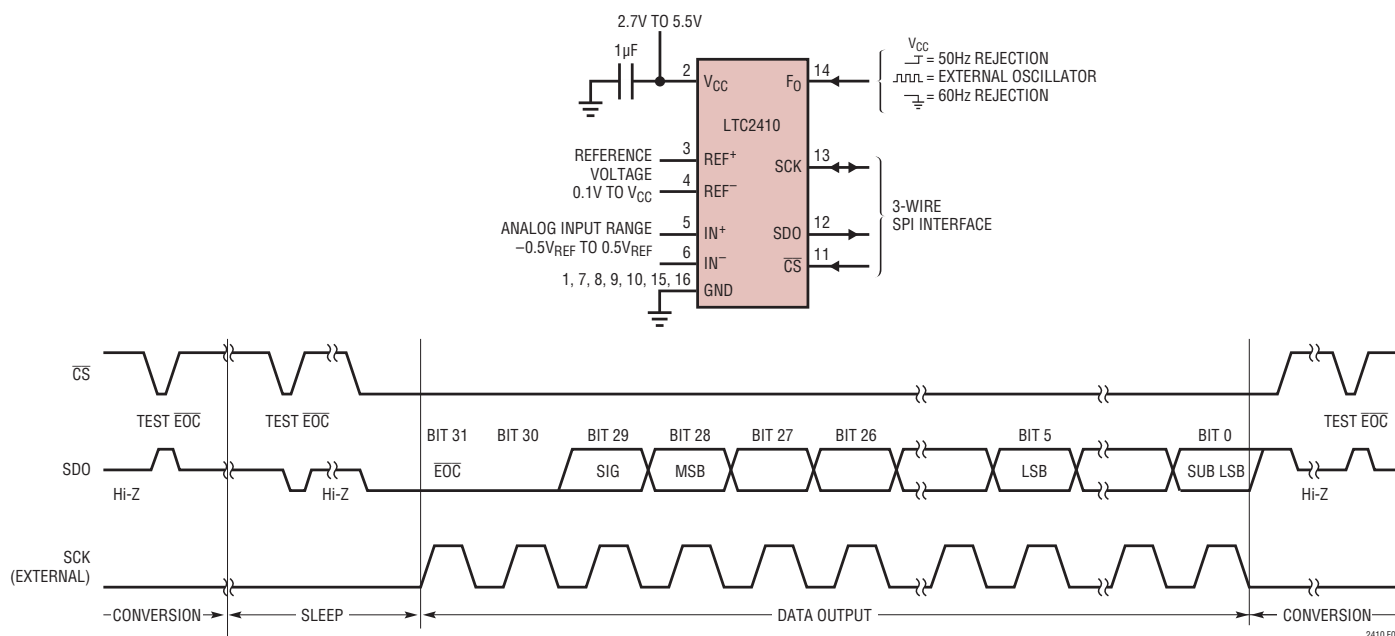 2.7V TO 5.5V
1µF
2
VCC
LTC2410
FO
14
VCC
= 50Hz REJECTION
= EXTERNAL OSCILLATOR
= 60Hz REJECTION
REFERENCE
VOLTAGE
0.1V TO VCC
3
REF+
4
REF−
SCK
13
ANALOG INPUT RANGE
−0.5VREF TO 0.5VREF
5
IN+
6
IN−
SDO
12
CS
11
3-WIRE
SPI INTERFACE
1, 7, 8, 9, 10, 15, 16
GND
CS
TEST EOC
TEST EOC
TEST EOC
BIT 31
BIT 30
BIT 29
BIT 28
BIT 27
BIT 26
BIT 5
BIT 0
SDO
EOC
SIG
MSB
LSB
SUB LSB
Hi-Z
Hi-Z
Hi-Z
SCK
(EXTERNAL)
CONVERSION
SLEEP
DATA OUTPUT
CONVERSION